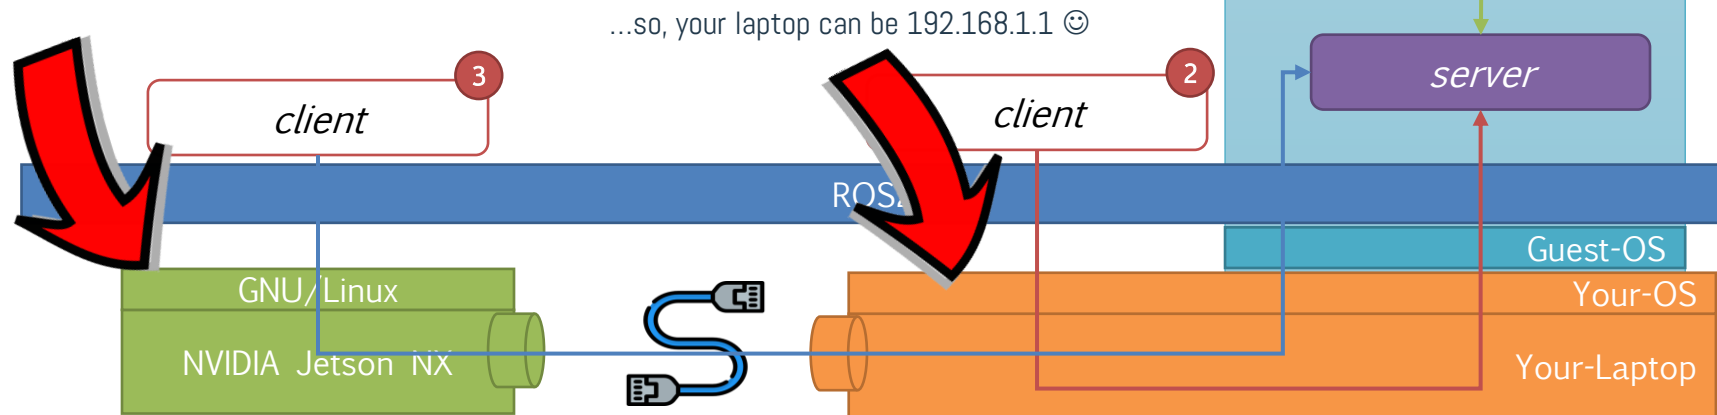 ...so, your laptop can be 192.168.1.1 ☺
3
client
2
client
server
ROS2
Guest-OS
GNU/Linux
Your-OS
NVIDIA Jetson NX
Your-Laptop